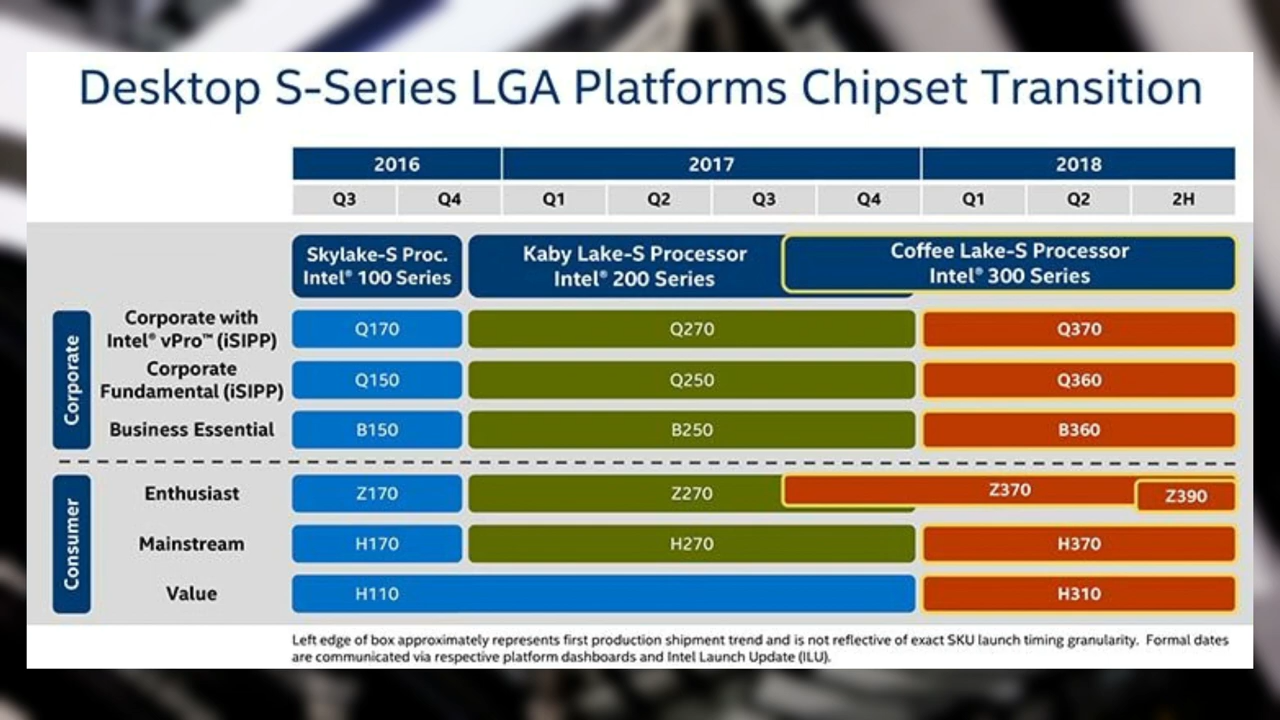 Desktop S-Series LGA Platforms Chipset Transition
2016 2017 2018
Q3 Q4 Q1 Q2 Q3 Q4 Q1 Q2 2H
Skylake-S Proc.
Intel® 100 Series
Kaby Lake-S Processor
Intel® 200 Series
Coffee Lake-S Processor
Intel® 300 Series
Corporate
Corporate with
Intel® vPro™ (iSIPP)
Q170 Q270 Q370
Corporate
Fundamental (iSIPP)
Q150 Q250 Q360
Business Essential B150 B250 B360
Consumer
Enthusiast Z170 Z270 Z370 Z390
Mainstream H170 H270 H370
Value H110 H310
Left edge of box approximately represents first production shipment trend and is not reflective of exact SKU launch timing granularity. Formal dates
are communicated via respective platform dashboards and Intel Launch Update (ILU).